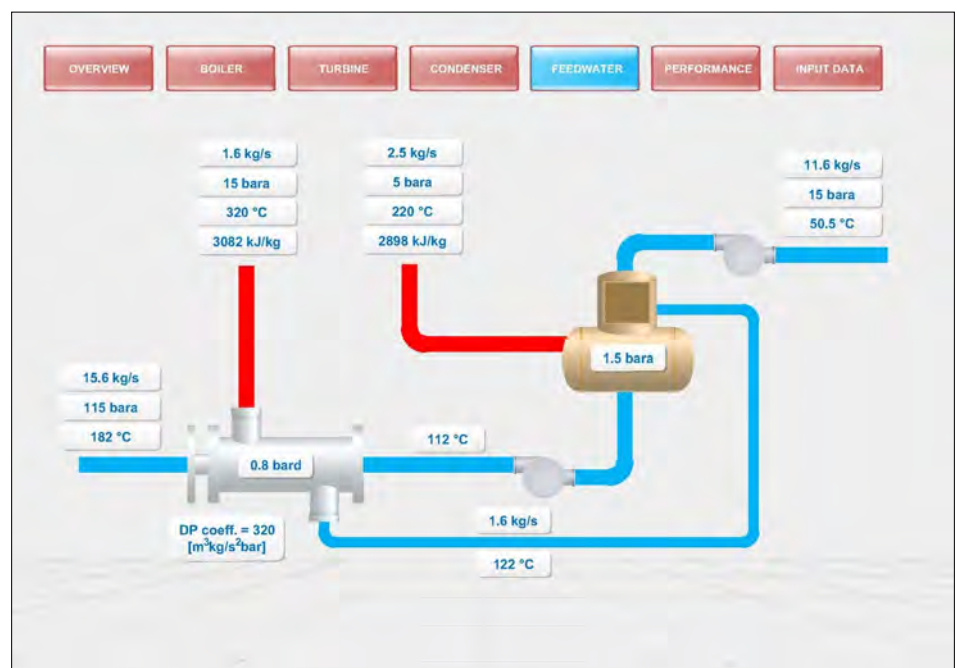 OVERVIEW
BOILER
TURBINE
CONDENSER
FEEDWATER
PERFORMANCE
INPUT DATA
1.6 kg/s
15 bara
320 °C
3082 kJ/kg
2.5 kg/s
5 bara
220 °C
2898 kJ/kg
11.6 kg/s
15 bara
50.5 °C
1.5 bara
15.6 kg/s
115 bara
182 °C
0.8 bard
112 °C
DP coeff. = 320
[m³kg/s²bar]
1.6 kg/s
122 °C